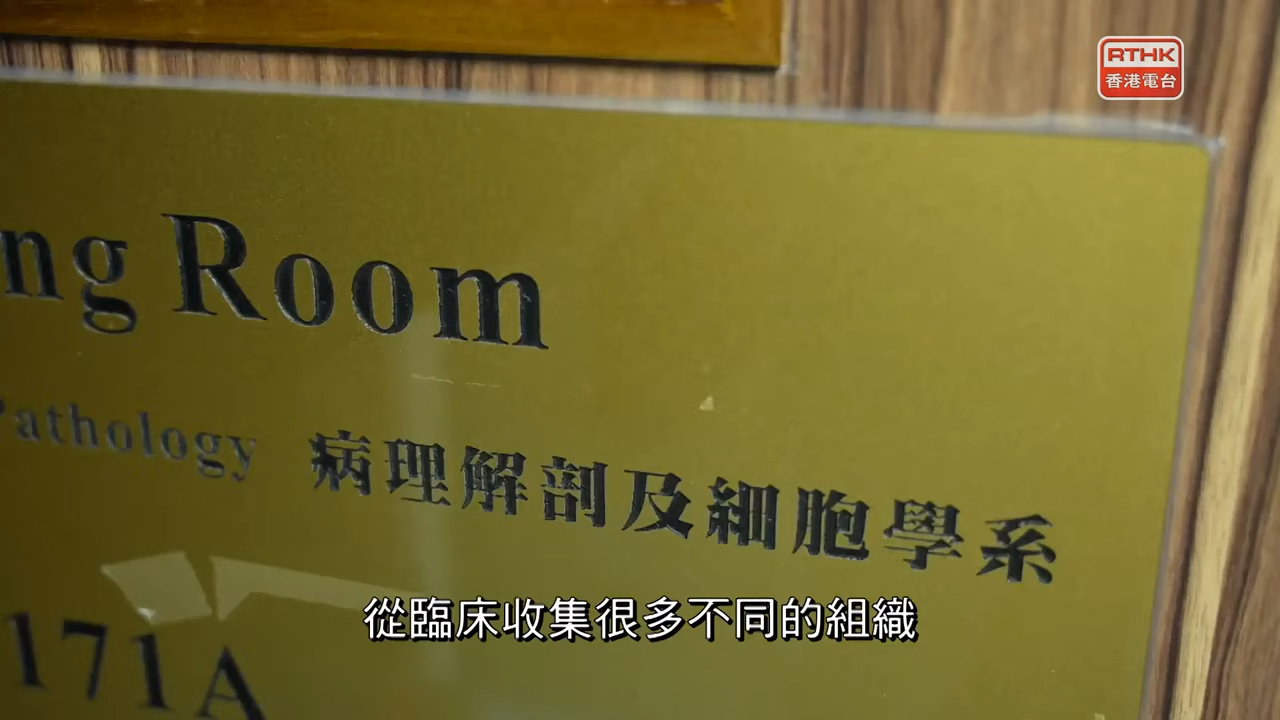 RTHK
香港電台
ng Room
Pathology 病理解剖及細胞學系
171A
從臨床收集很多不同的組織